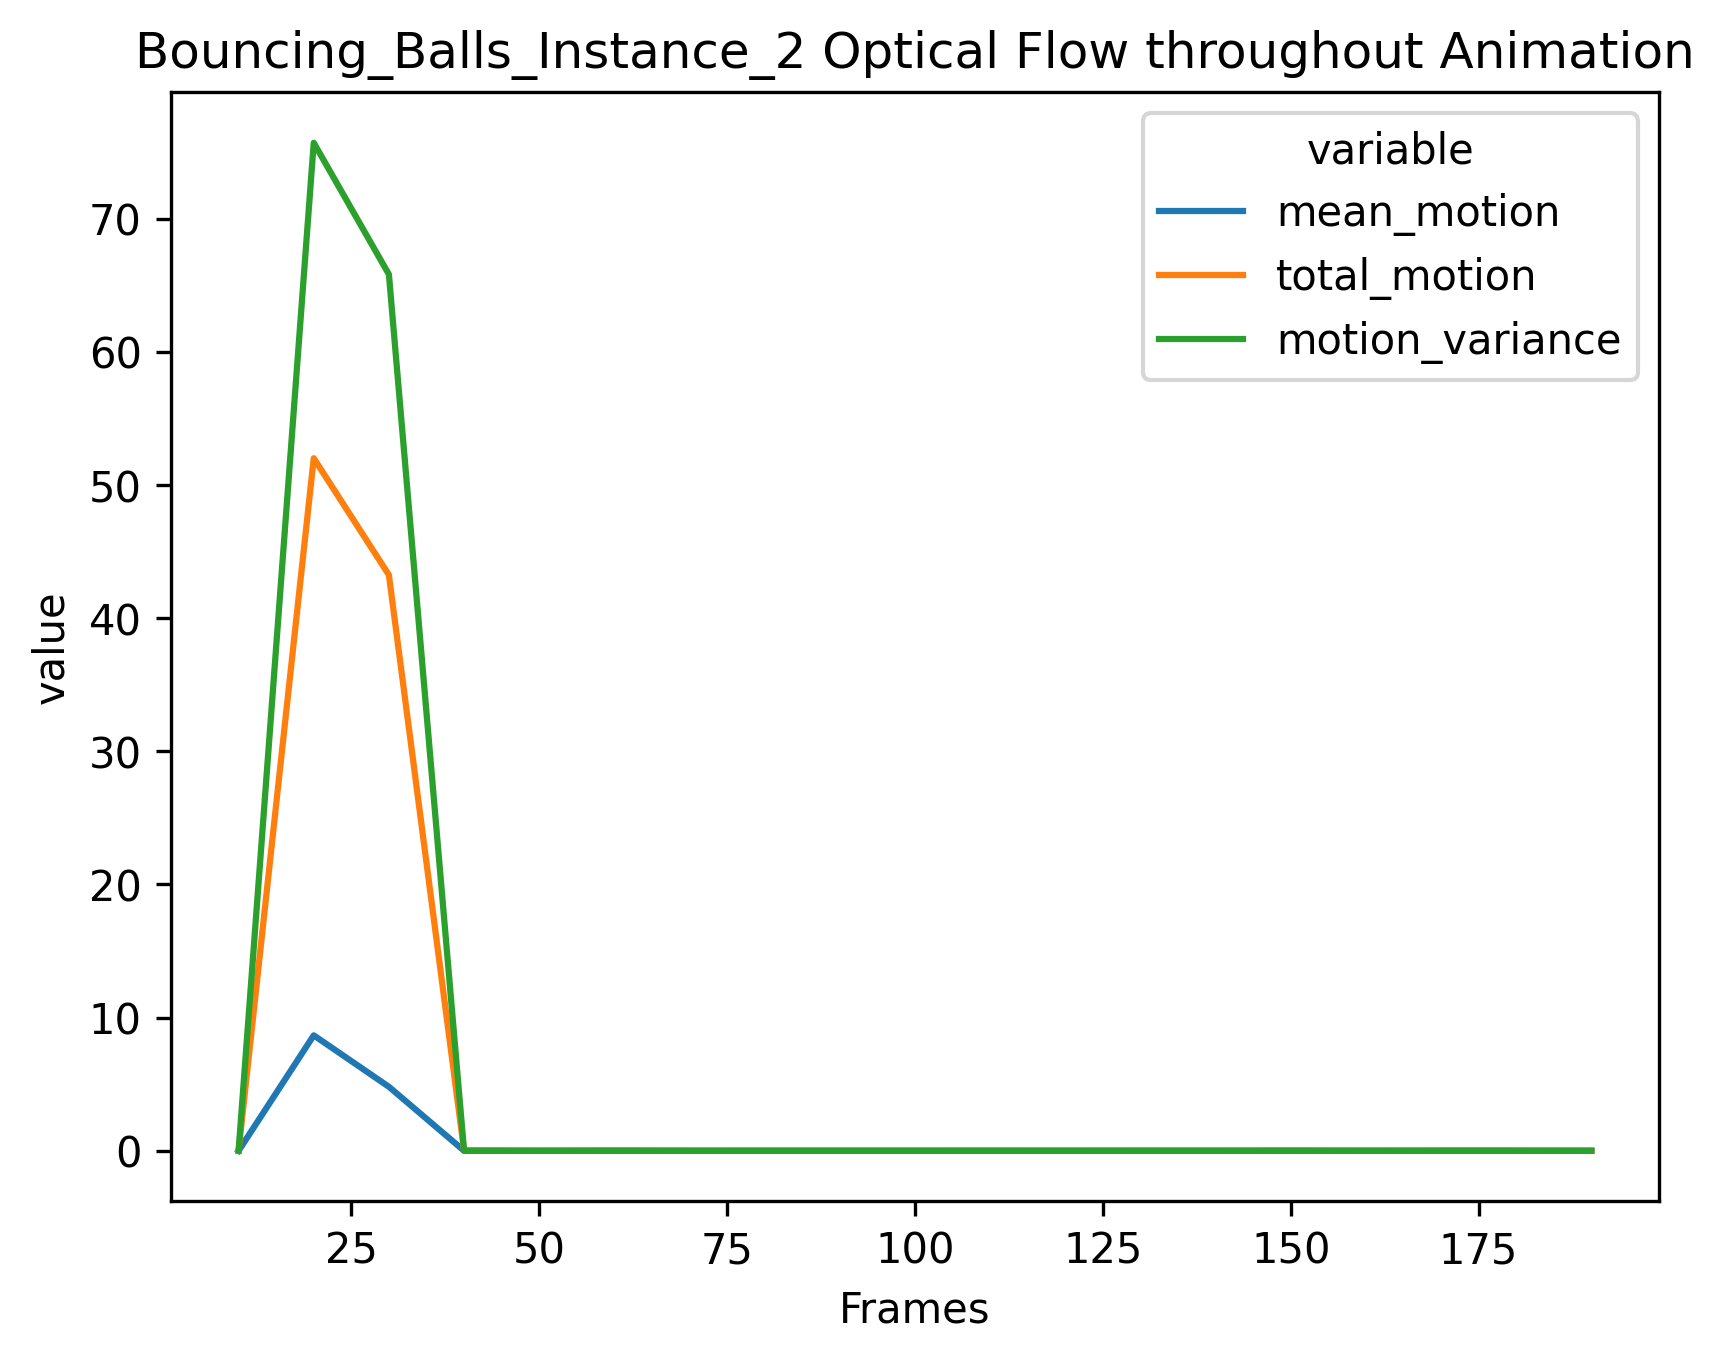 Bouncing_Balls_Instance_2 Optical Flow throughout Animation
variable
mean_motion
total_motion
motion_variance
value
70
60
50
40
30
20
10
0
25 50 75 100 125 150 175
Frames